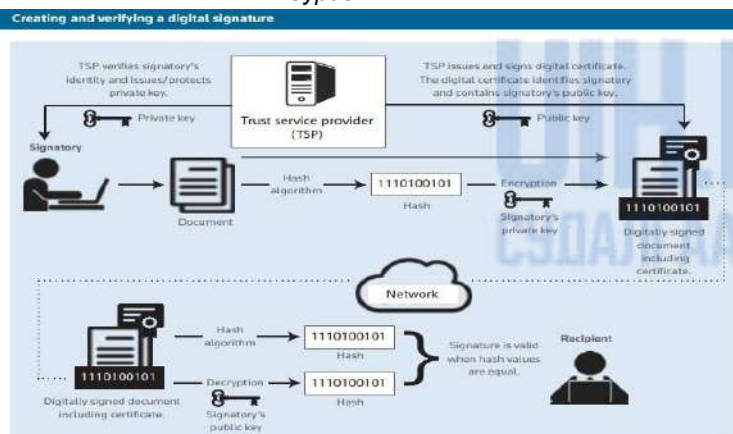 Creating and verifying a digital signature
TSP verifies signatory's
identity and issues/protects
private key.
Private key
Trust service provider
(TSP)
TSP issues and signs digital certificate.
The digital certificate identifies signatory
and contains signatory's public key.
Public key
Signatory
Document
Hash
algorithm
1110100101
Hash
Encryption
Signatory's
private key
1110100101
Digitally signed
document
including
certificate.
Network
1110100101
Digitally signed document
including certificate.
Hash
algorithm
1110100101
Hash
Decryption
Signatory's
public key
1110100101
Hash
Signature is valid
when hash values
are equal.
Recipient